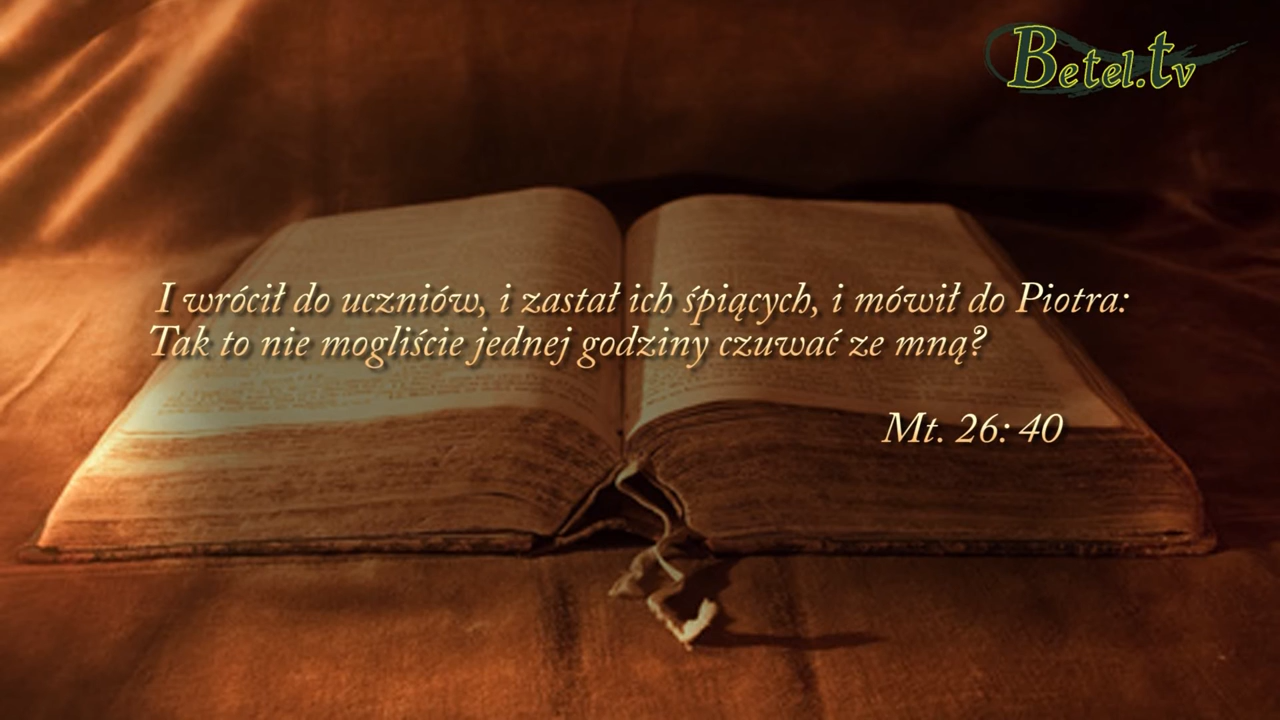 Betel.tv
I wrócił do uczniów, i zastał ich śpiących, i mówił do Piotra:
Tak to nie mogliście jednej godziny czuwać ze mną?
Mt. 26: 40